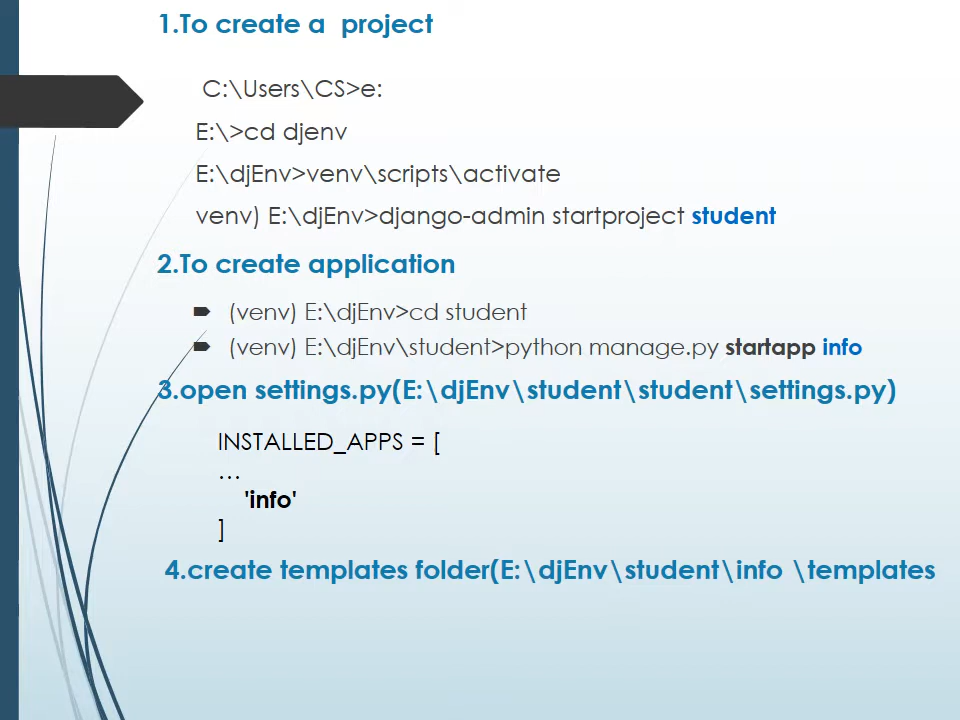 1.To create a  project
C:\Users\CS>e:
E:\>cd djenv
E:\djEnv>venv\scripts\activate
venv) E:\djEnv>django-admin startproject student
2.To create application
(venv) E:\djEnv>cd student
(venv) E:\djEnv\student>python manage.py startapp info
3.open settings.py(E:\djEnv\student\student\settings.py)
INSTALLED_APPS = [
…
'info'
]
4.create templates folder(E:\djEnv\student\info \templates